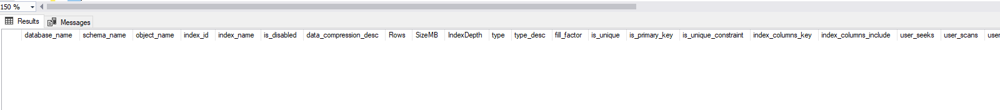 150 %
Results Messages
database_name schema_name object_name index_id index_name is_disabled data_compression_desc Rows SizeMB IndexDepth type type_desc fill_factor is_unique is_primary_key is_unique_constraint index_columns_key index_columns_include user_seeks user_scans user